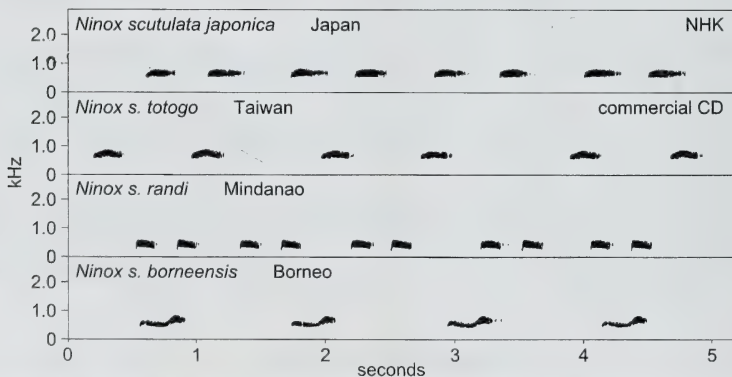 Ninox scutulata japonica Japan NHK
2.0
1.0
0
Ninox s. totogo Taiwan commercial CD
2.0
1.0
0
kHz
Ninox s. randi Mindanao
2.0
1.0
0
Ninox s. borneensis Borneo
2.0
1.0
0
0 1 2 3 4 5
seconds